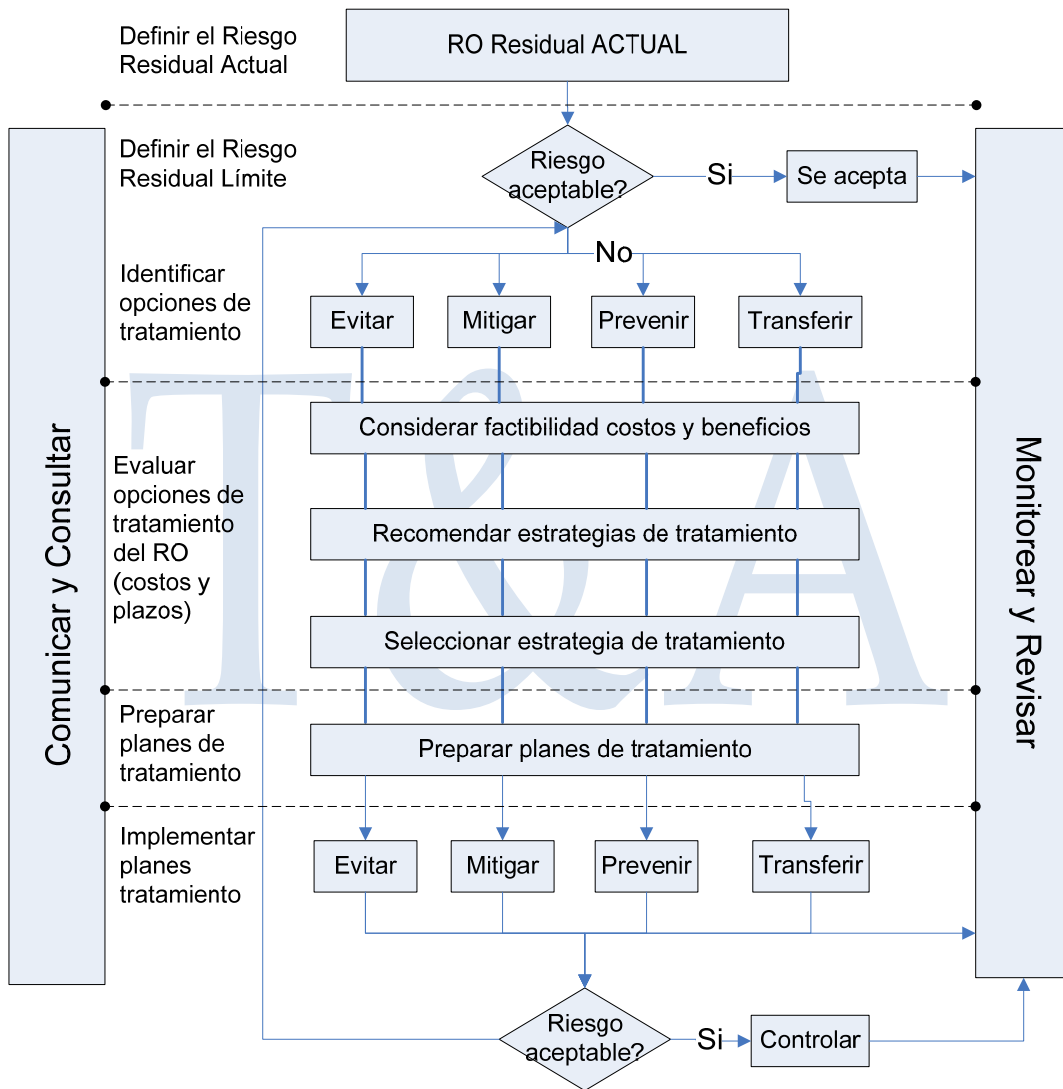 Definir el Riesgo
Residual Actual
RO Residual ACTUAL
Definir el Riesgo
Residual Límite
Riesgo
aceptable?
Si
Se acepta
No
Identificar
opciones de
tratamiento
Evitar
Mitigar
Prevenir
Transferir
T&A
Considerar factibilidad costos y beneficios
Evaluar
opciones de
tratamiento
del RO
(costos y
plazos)
Recomendar estrategias de tratamiento
Seleccionar estrategia de tratamiento
Preparar
planes de
tratamiento
Preparar planes de tratamiento
Implementar
planes
tratamiento
Evitar
Mitigar
Prevenir
Transferir
Riesgo
aceptable?
Si
Controlar
Comunicar y Consultar
Monitorear y Revisar